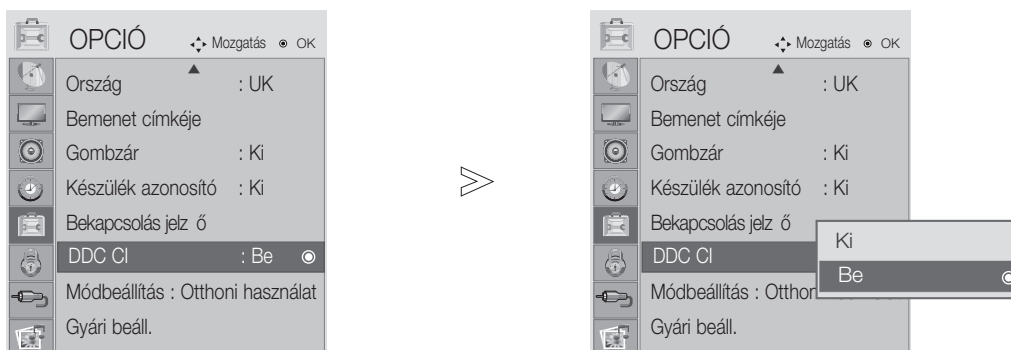 OPCIÓ Mozgatás OK
Ország : UK
Bemenet címkéje
Gombzár : Ki
Készülék azonosító : Ki
Bekapcsolás jelz ő
DDC CI : Be
Módbeállítás : Otthoni használat
Gyári beáll.
>
OPCIÓ Mozgatás OK
Ország : UK
Bemenet címkéje
Gombzár : Ki
Készülék azonosító : Ki
Bekapcsolás jelz ő
DDC CI
Ki
Be
Módbeállítás : Otthon
Gyári beáll.